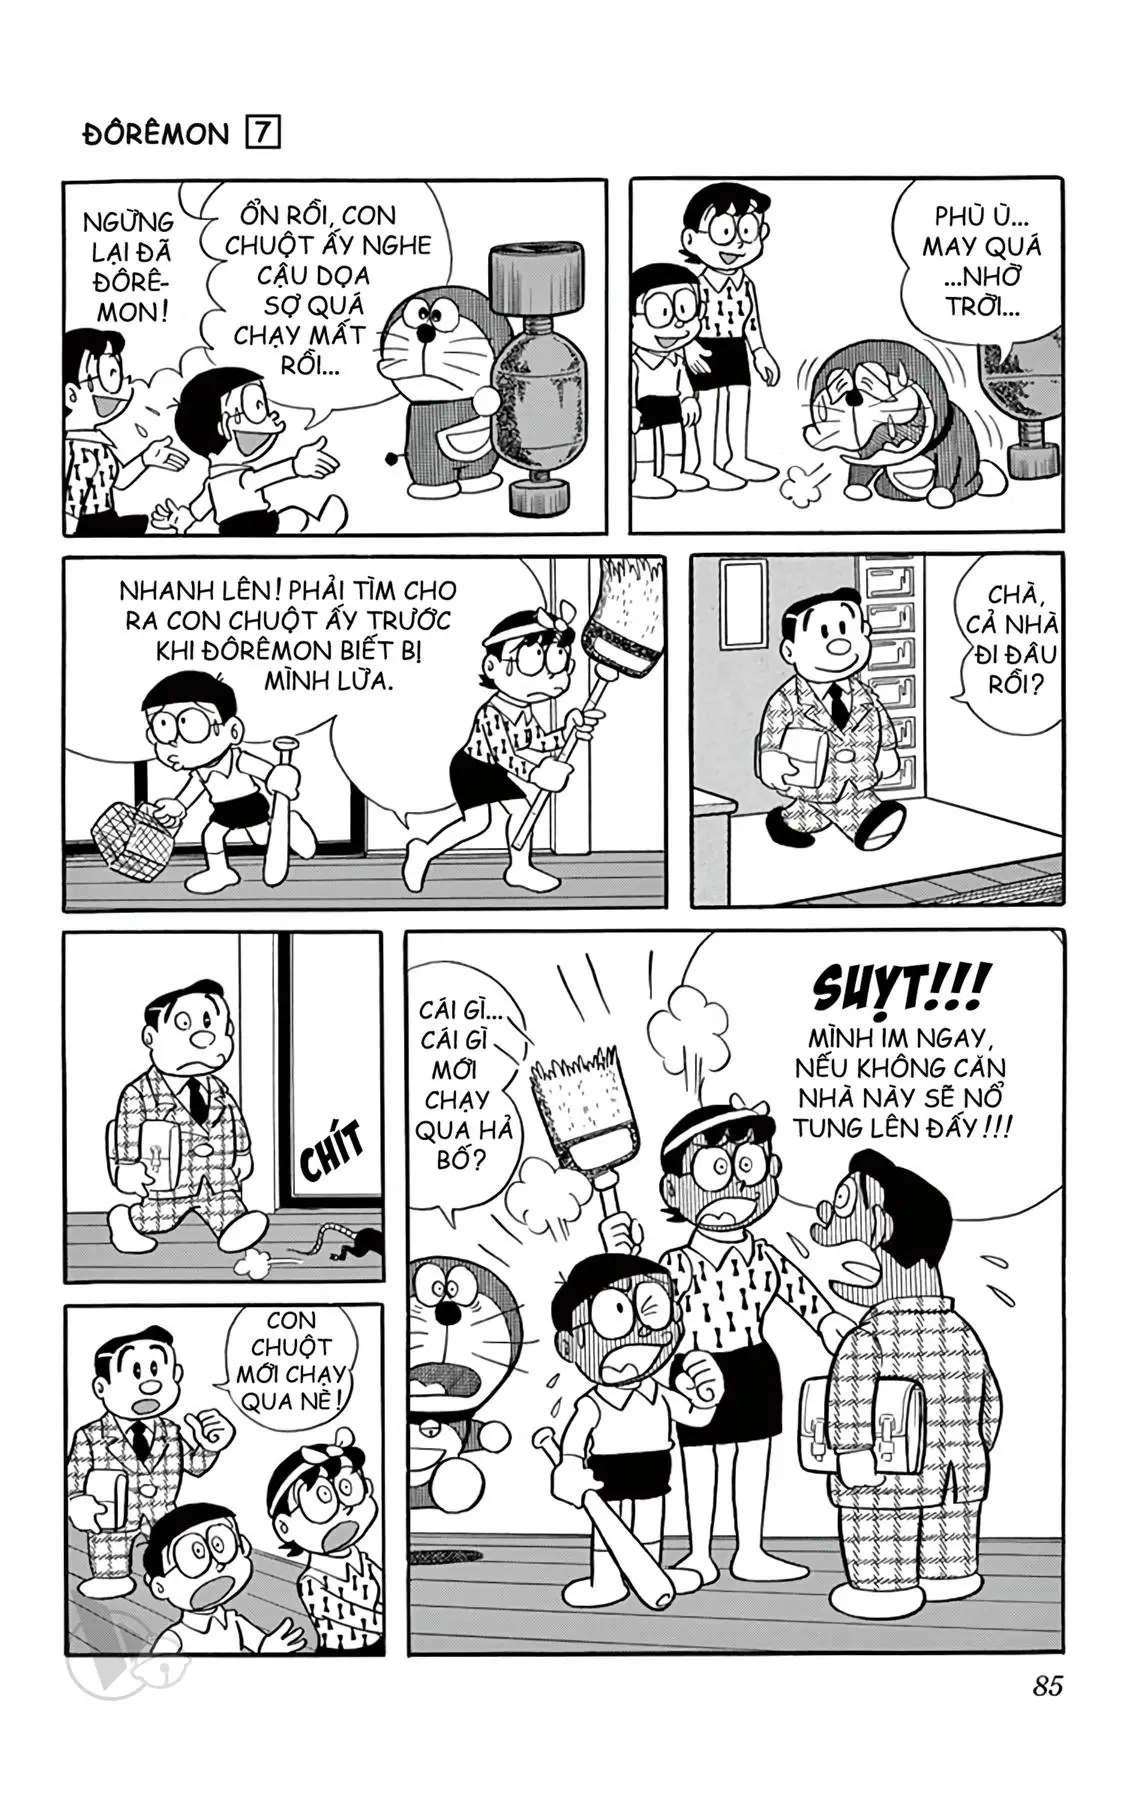 ĐÔRÊMON 7
NGỪNG
LẠI ĐÃ
ĐÔRÊ-
MON!
ỔN RỒI, CON
CHUỘT ẤY NGHE
CẬU DỌA
SỢ QUÁ
CHẠY MẤT
RỒI...
PHÙ Ù...
MAY QUÁ
...NHỜ
TRỜI...
NHANH LÊN! PHẢI TÌM CHO
RA CON CHUỘT ẤY TRƯỚC
KHI ĐÔRÊMON BIẾT BỊ
MÌNH LỪA.
CHÀ,
CẢ NHÀ
ĐI ĐÂU
RỒI?
CHÍT
CON
CHUỘT
MỚI CHẠY
QUA NÈ!
CÁI GÌ...
CÁI GÌ
MỚI
CHẠY
QUA HẢ
BỐ?
SUỴT!!!
MÌNH IM NGAY,
NẾU KHÔNG CĂN
NHÀ NÀY SẼ NỔ
TUNG LÊN ĐẤY!!!
85